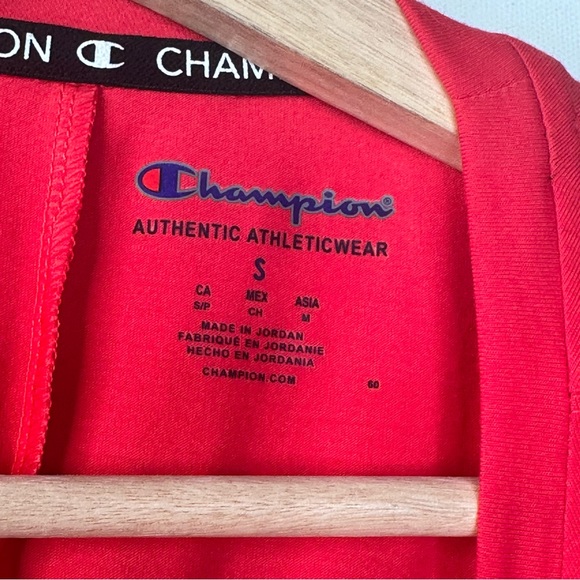 ON C CHAM
Champion®
AUTHENTIC ATHLETICWEAR
S
CA MEX ASIA
S/P CH M
MADE IN JORDAN
FABRIQUÉ EN JORDANIE
HECHO EN JORDANIA
CHAMPION.COM 60